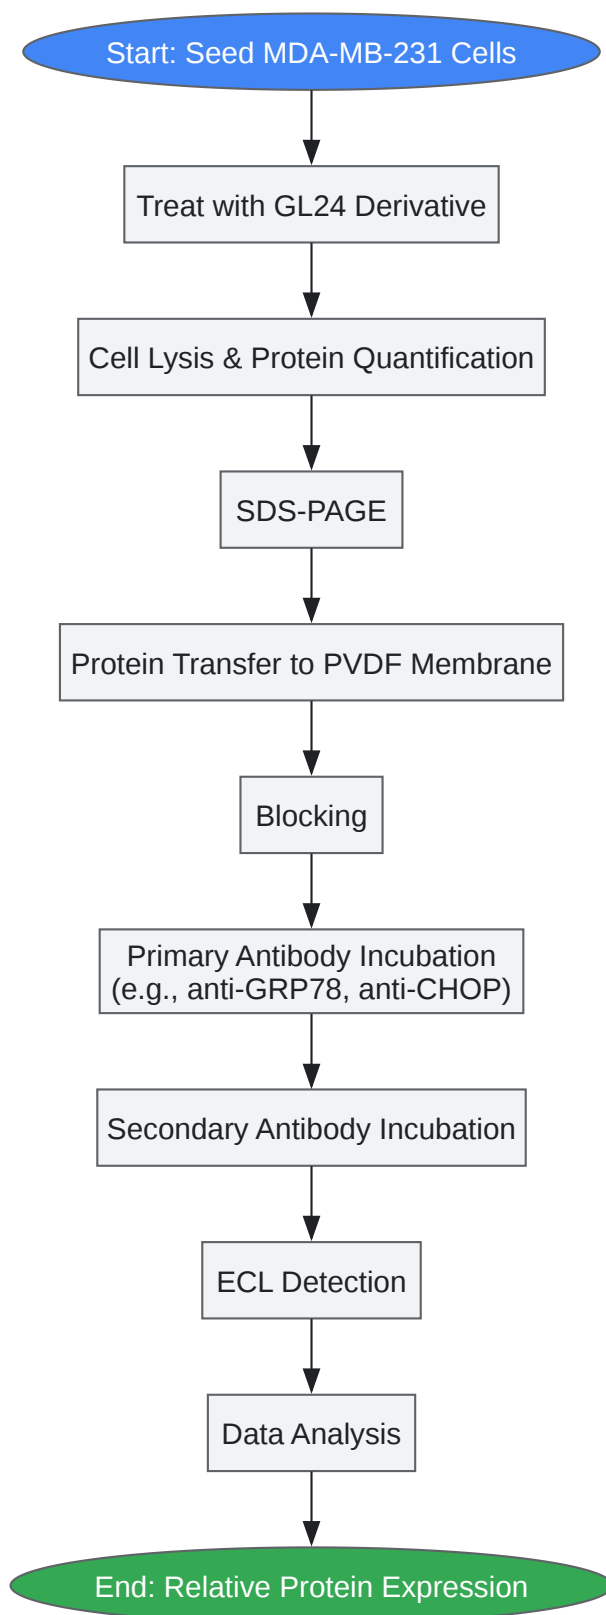 Start: Seed MDA-MB-231 Cells
Treat with GL24 Derivative
Cell Lysis & Protein Quantification
SDS-PAGE
Protein Transfer to PVDF Membrane
Blocking
Primary Antibody Incubation
(e.g., anti-GRP78, anti-CHOP)
Secondary Antibody Incubation
ECL Detection
Data Analysis
End: Relative Protein Expression